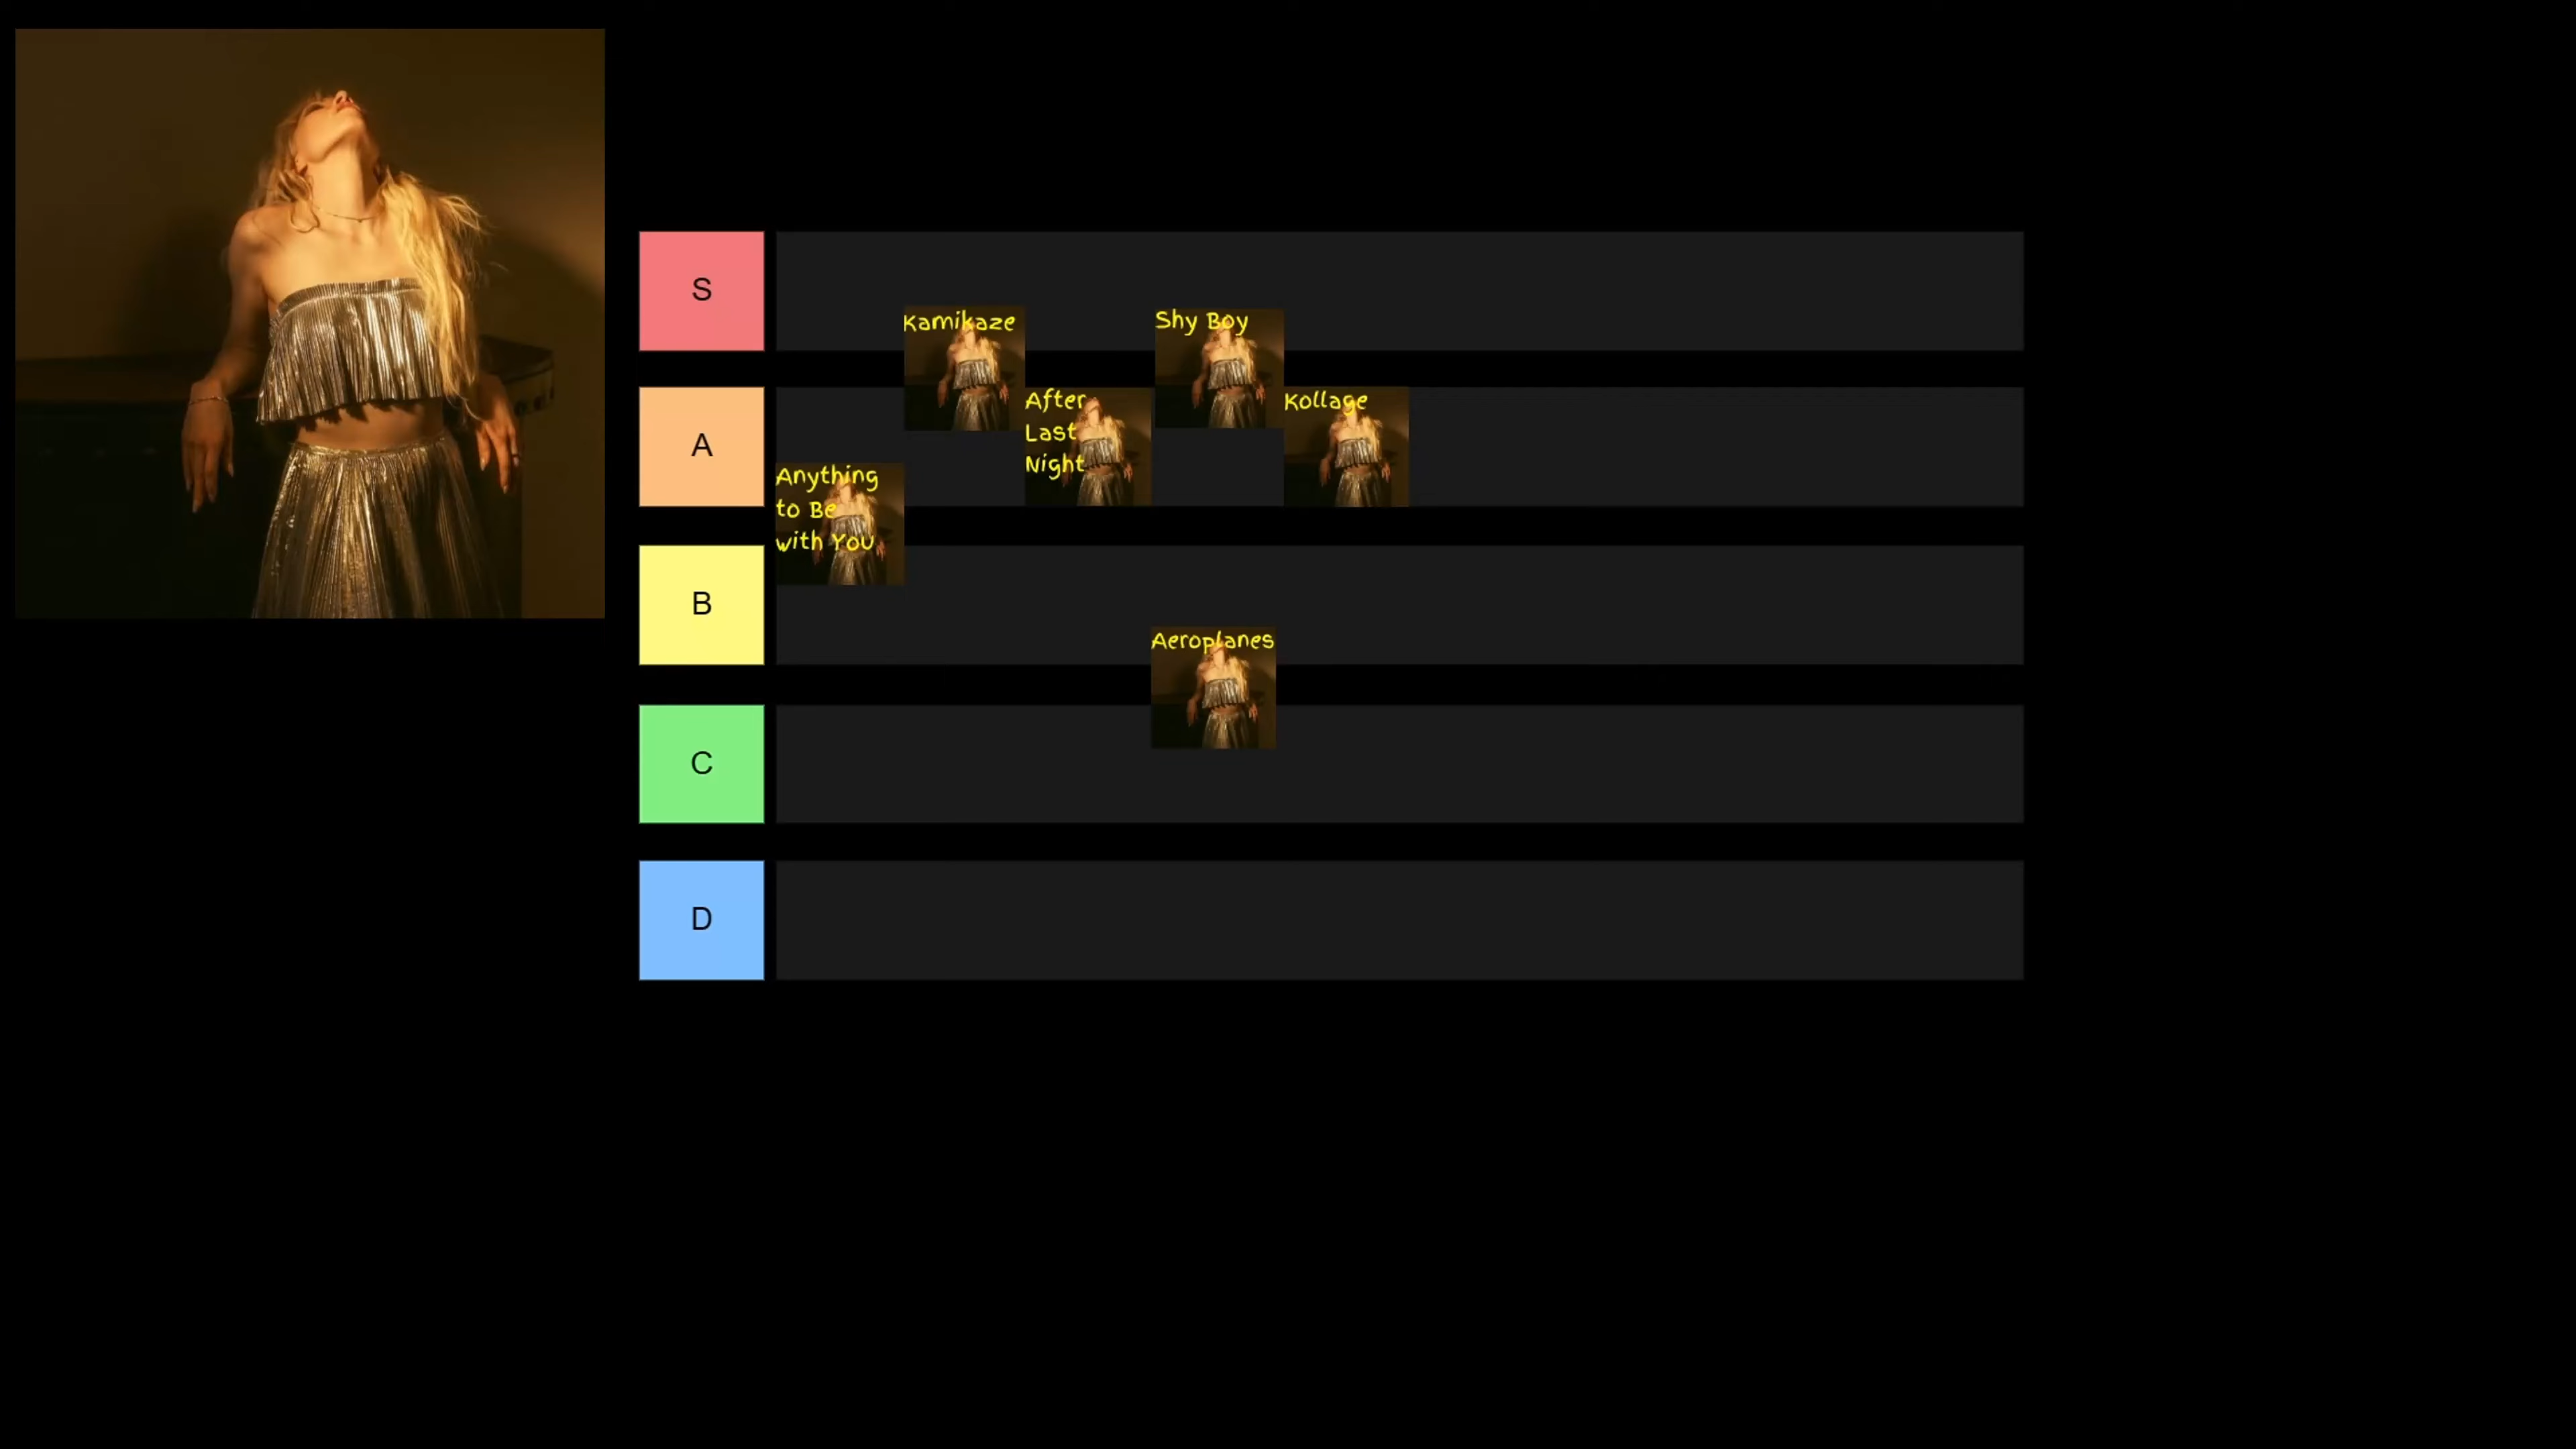 S
Kamikaze
Shy Boy
A
After
Last
Night
Kollage
Anything
to Be
with You
B
Aeroplanes
C
D